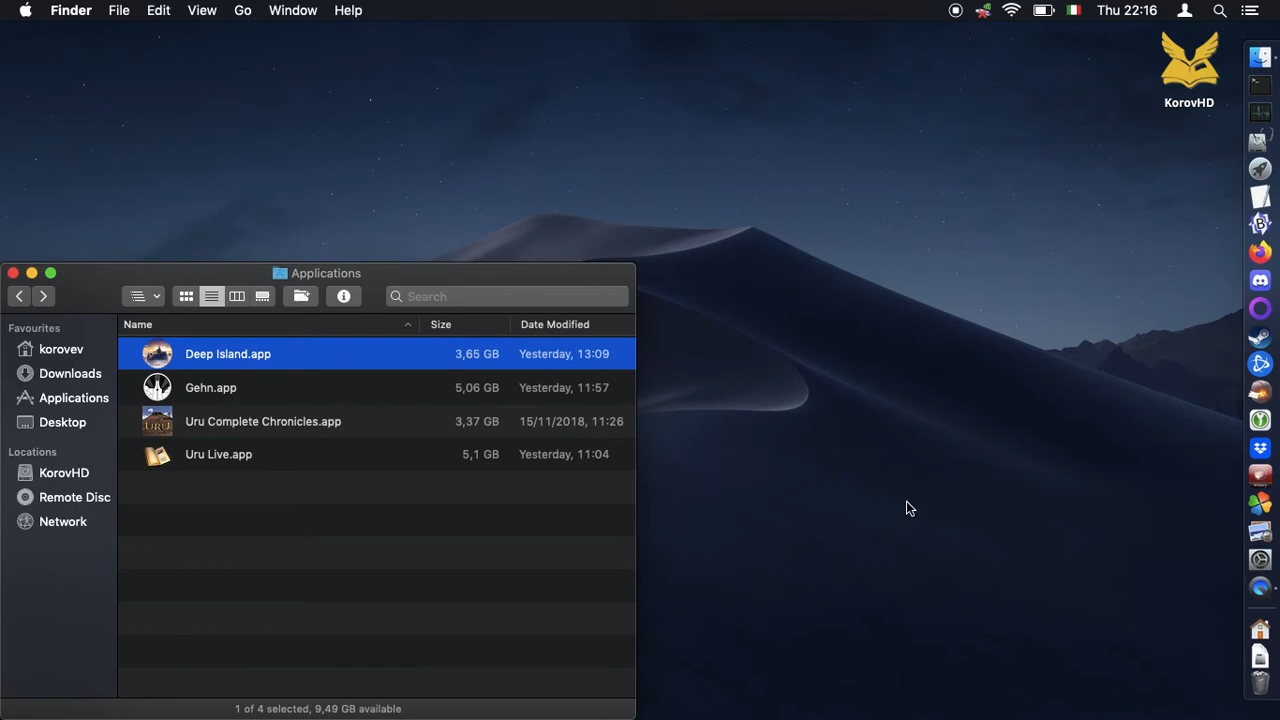 Finder File Edit View Go Window Help Thu 22:16
KorovHD
Applications
Search
Favourites
korovev
Downloads
Applications
Desktop
Locations
KorovHD
Remote Disc
Network
Name Size Date Modified
Deep Island.app 3,65 GB Yesterday, 13:09
Gehn.app 5,06 GB Yesterday, 11:57
Uru Complete Chronicles.app 3,37 GB 15/11/2018, 11:26
Uru Live.app 5,1 GB Yesterday, 11:04
1 of 4 selected, 9,49 GB available